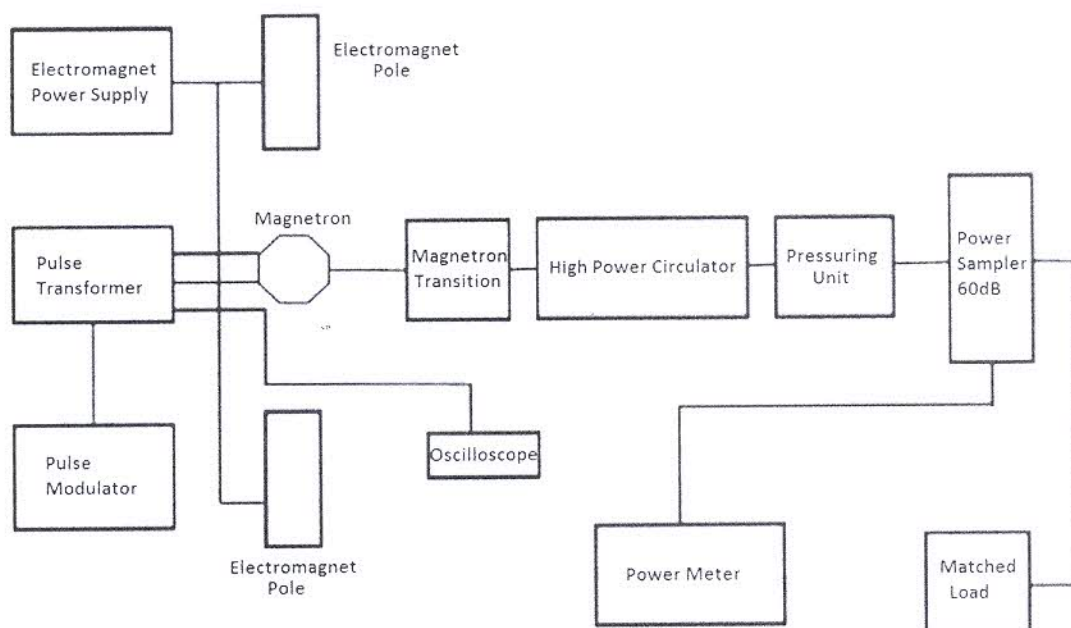 Electromagnet
Power Supply
Electromagnet
Pole
Magnetron
Pulse
Transformer
Magnetron
Transition
High Power Circulator
Pressuring
Unit
Power
Sampler
60dB
Pulse
Modulator
Oscilloscope
Electromagnet
Pole
Power Meter
Matched
Load